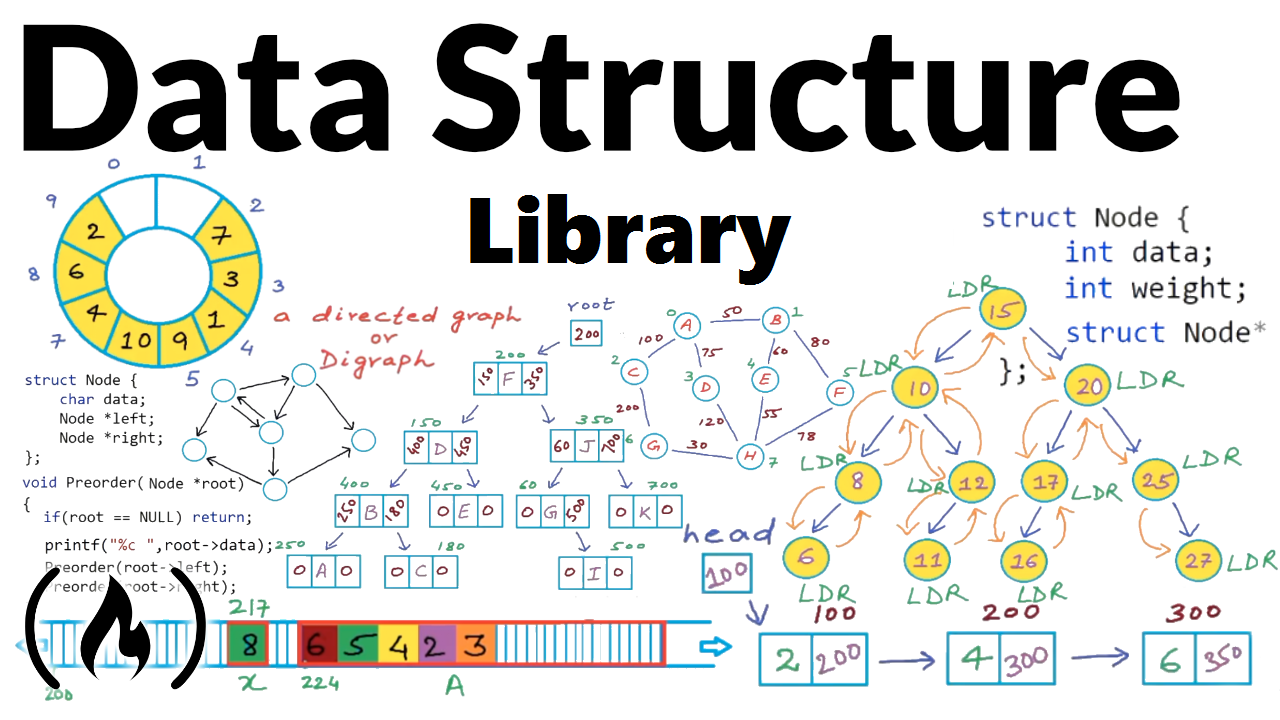 Data Structure
Library
0 1
9 2
8 3
7 4
5
2 7
6 3
4 1
10 9
a directed graph
or
Digraph
struct Node {
char data;
Node *left;
Node *right;
};
void Preorder( Node *root)
{
if(root == NULL) return;
printf("%c ",root->data);
Preorder(root->left);
root
200
200
150 F 350
150
400 D 450
350
60 J 700
400
250 B 180
450
0 E 0
60
0 G 500
700
0 K 0
250
0 A 0
180
0 C 0
500
0 I 0
0 A 50 B 1
100 75 60 80
2 C 3 D 4 E 5 F
200 120 55 78
6 G 30 H 7
struct Node {
int data;
int weight;
struct Node*
};
LDR
15
LDR 10 20 LDR
LDR 8 LDR 12 17 LDR 25 LDR
6 11 16 27 LDR
LDR LDR LDR
head
100
100 200 300
2 200 4 300 6 350
217
8 6 5 4 2 3
x 224 A
200